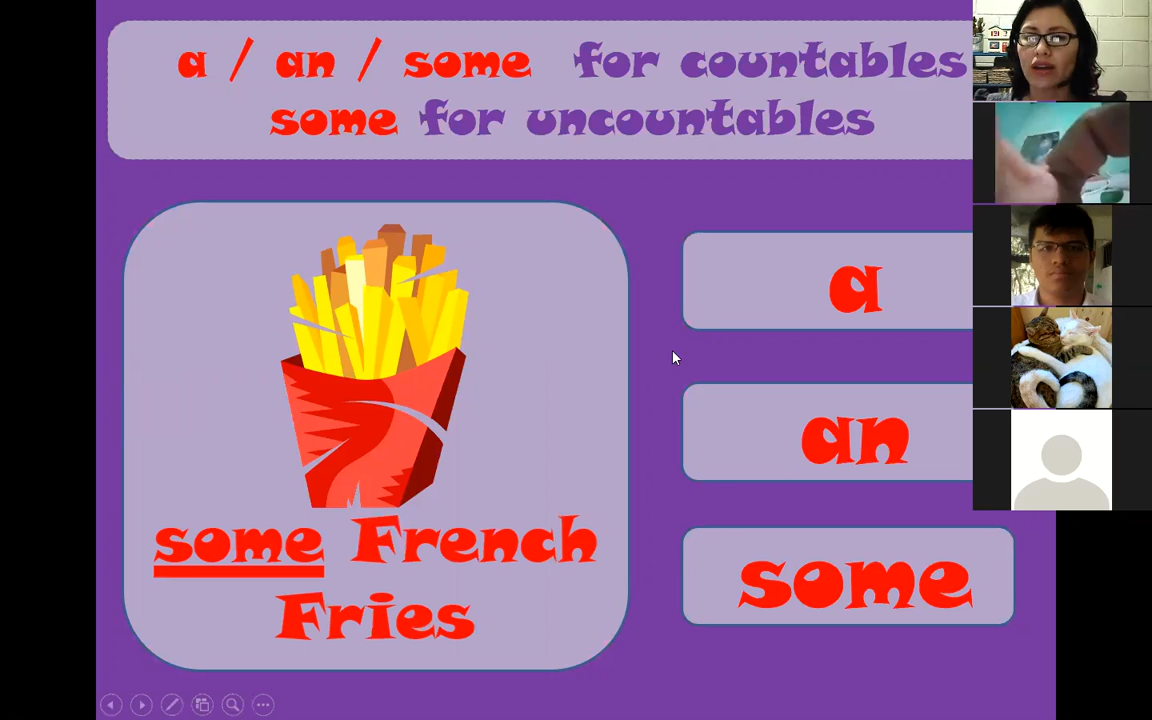 a / an / some for countables
some for uncountables
a
an
some French
Fries
some